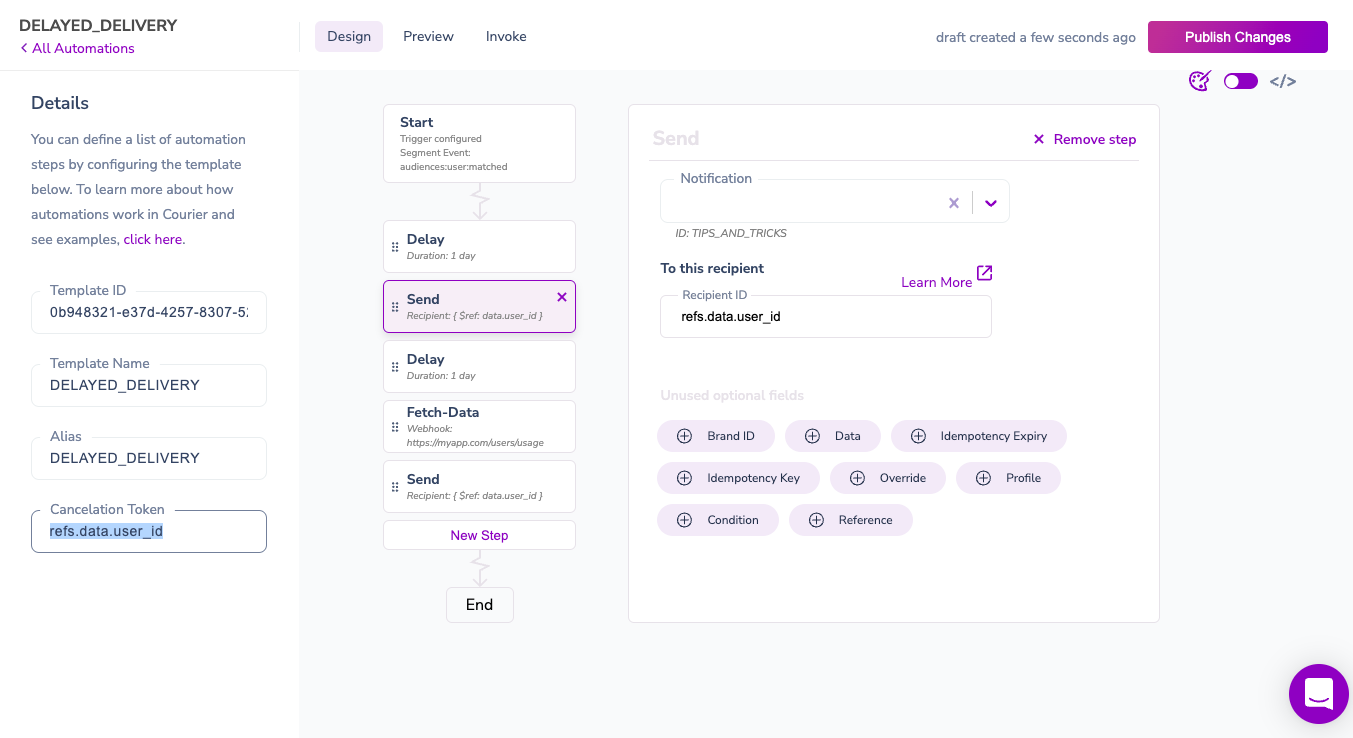 DELAYED_DELIVERY
All Automations
Design
Preview
Invoke
draft created a few seconds ago
Publish Changes
</>
Details
You can define a list of automation
steps by configuring the template
below. To learn more about how
automations work in Courier and
see examples, click here.
Template ID
0b948321-e37d-4257-8307-52
Template Name
DELAYED_DELIVERY
Alias
DELAYED_DELIVERY
Cancelation Token
refs.data.user_id
Start
Trigger configured
Segment Event:
audiences:user:matched
Delay
Duration: 1 day
Send
Recipient: { $ref: data.user_id }
Delay
Duration: 1 day
Fetch-Data
Webhook:
https://myapp.com/users/usage
Send
Recipient: { $ref: data.user_id }
New Step
End
Send
Remove step
Notification
ID: TIPS_AND_TRICKS
To this recipient
Learn More
Recipient ID
refs.data.user_id
Unused optional fields
Brand ID
Data
Idempotency Expiry
Idempotency Key
Override
Profile
Condition
Reference